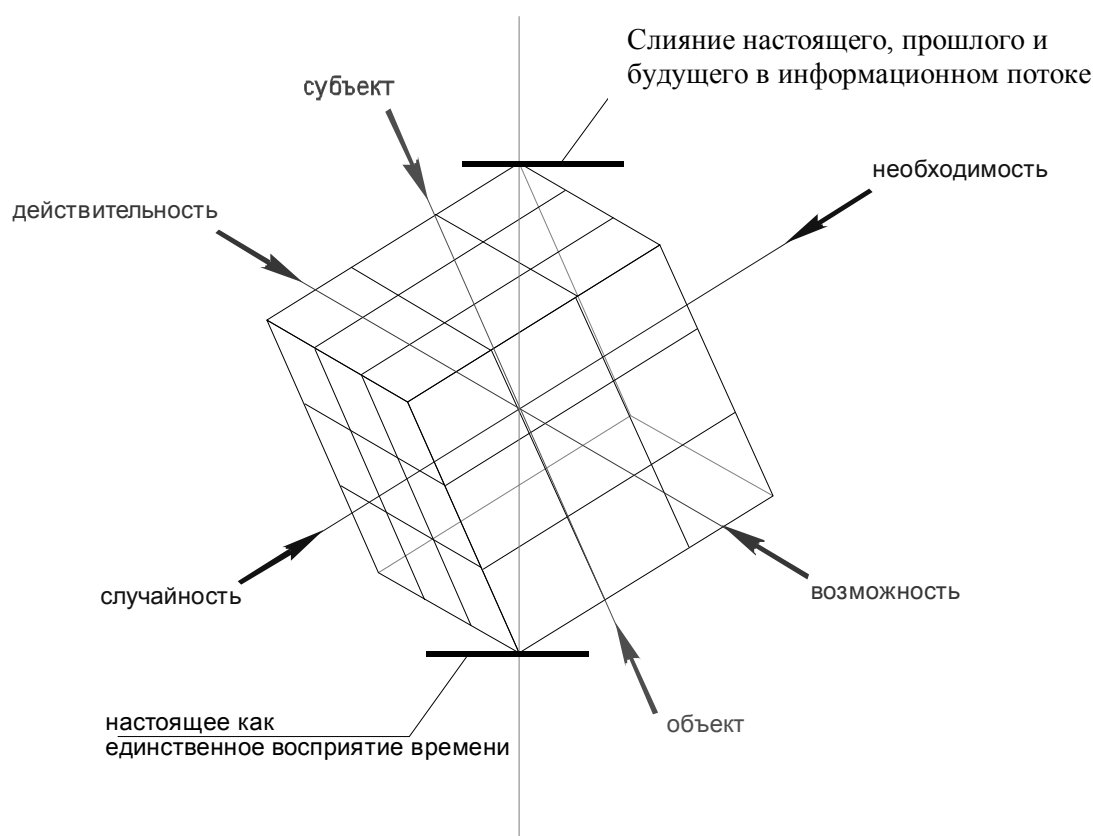 Слияние настоящего, прошлого и
будущего в информационном потоке
субъект
необходимость
действительность
случайность
возможность
объект
настоящее как
единственное восприятие времени